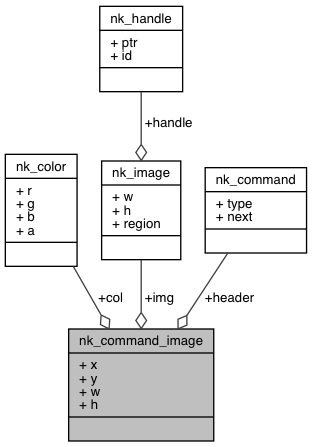 nk_handle
+ ptr
+ id
+handle
nk_color
+ r
+ g
+ b
+ a
nk_image
+ w
+ h
+ region
nk_command
+ type
+ next
+col
+img
+header
nk_command_image
+ x
+ y
+ w
+ h